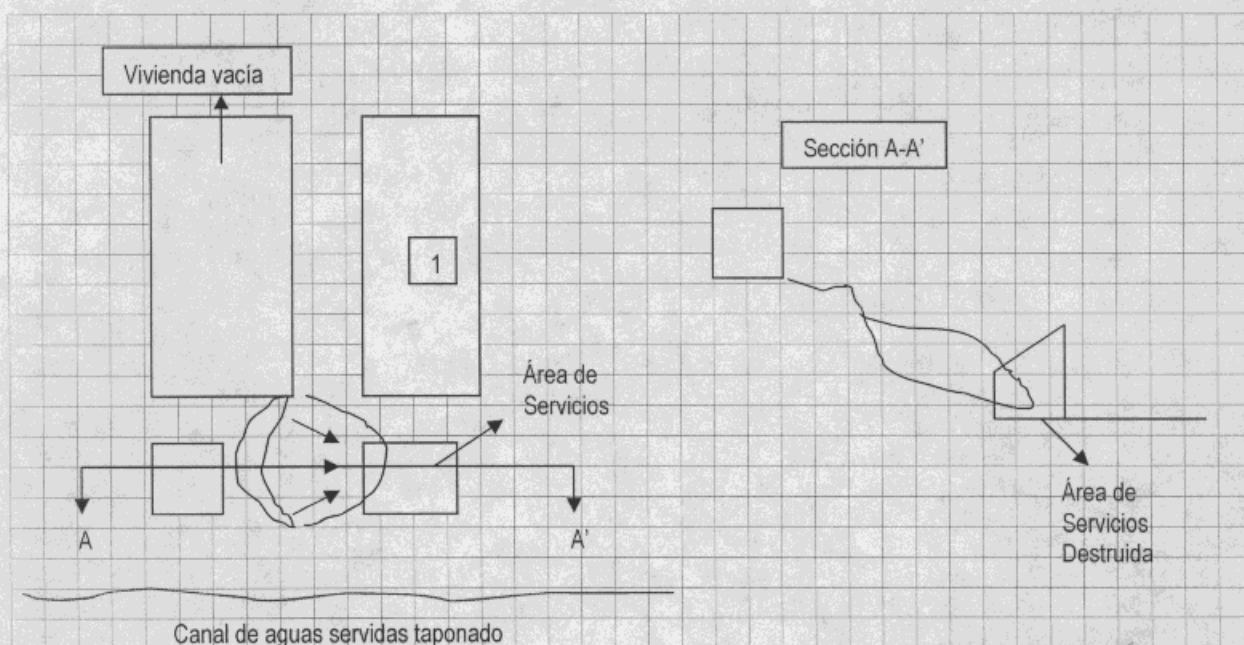 Vivienda vacía
Sección A-A'
1
Área de
Servicios
A
A'
Área de
Servicios
Destruida
Canal de aguas servidas taponado